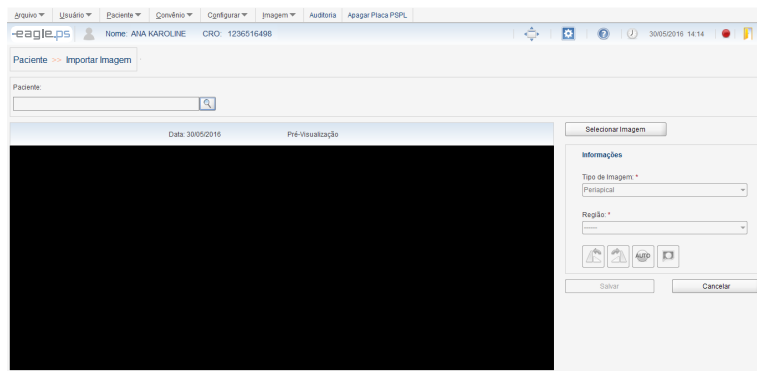 Arquivo Usuário Paciente Convênio Configurar Imagem Auditoria Apagar Placa PSPL
eagle.ps Nome: ANA KAROLINE CRO: 1236516498 30/05/2016 14:14
Paciente >> Importar Imagem
Paciente:
Data: 30/05/2016 Pré-Visualização
Selecionar Imagem
Informações
Tipo de Imagem: *
Periapical
Região: *
-----
AUTO
Salvar Cancelar